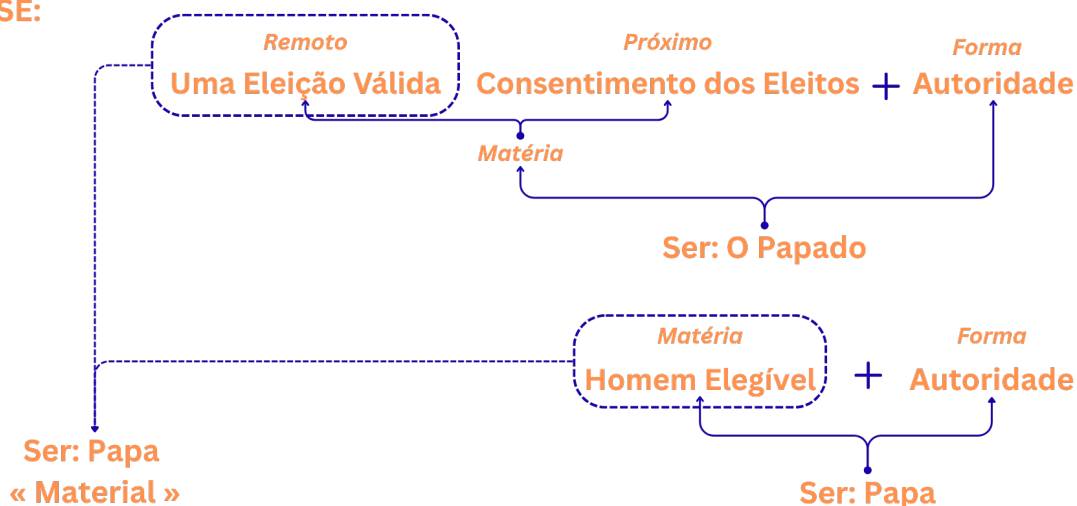 SE:
Remoto
Próximo
Forma
Uma Eleição Válida
Consentimento dos Eleitos
+
Autoridade
Matéria
Ser: O Papado
Matéria
Forma
Homem Elegível
+
Autoridade
Ser: Papa
« Material »
Ser: Papa